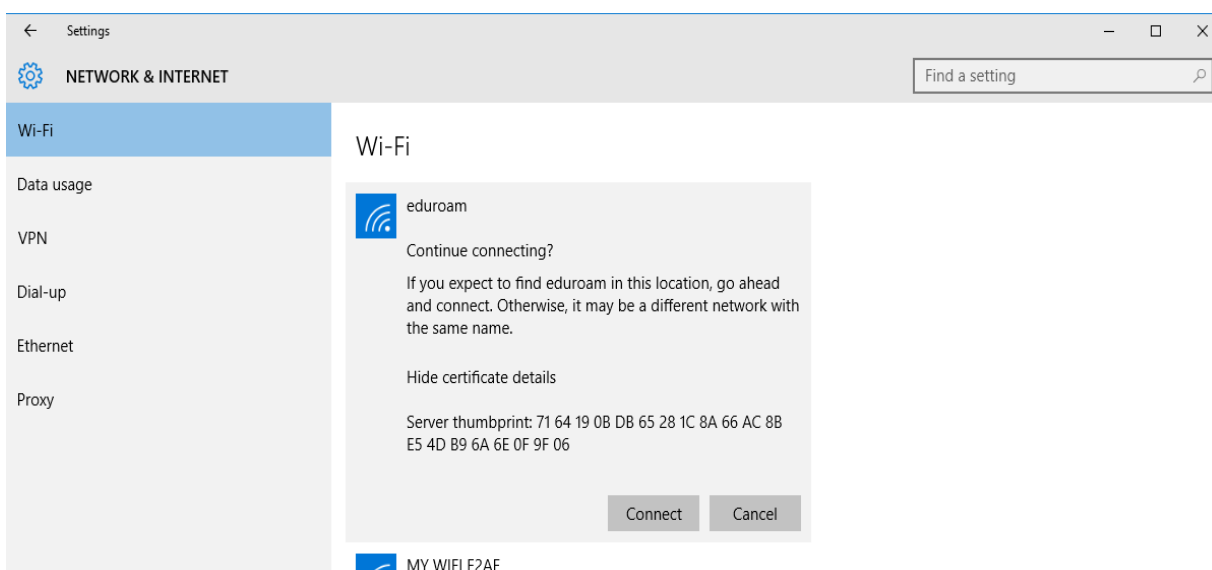 Settings
NETWORK & INTERNET
Find a setting
Wi-Fi
Data usage
VPN
Dial-up
Ethernet
Proxy
Wi-Fi
eduroam
Continue connecting?
If you expect to find eduroam in this location, go ahead
and connect. Otherwise, it may be a different network with
the same name.
Hide certificate details
Server thumbprint: 71 64 19 0B DB 65 28 1C 8A 66 AC 8B
E5 4D B9 6A 6E 0F 9F 06
Connect
Cancel
MY WIFI